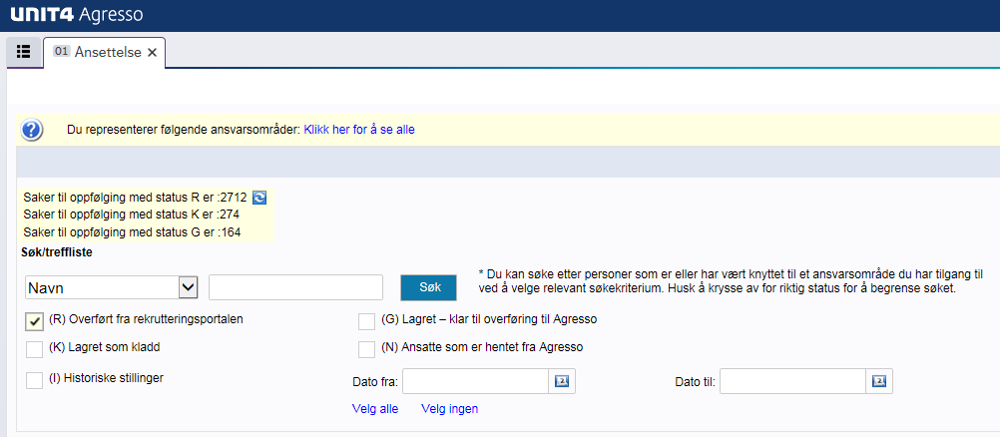 UNIT4 Agresso
01 Ansettelse
Du representerer følgende ansvarsområder: Klikk her for å se alle
Saker til oppfølging med status R er :2712
Saker til oppfølging med status K er :274
Saker til oppfølging med status G er :164
Søk/treffliste
Navn
Søk
* Du kan søke etter personer som er eller har vært knyttet til et ansvarsområde du har tilgang til
ved å velge relevant søkekriterium. Husk å krysse av for riktig status for å begrense søket.
(R) Overført fra rekrutteringsportalen
(G) Lagret – klar til overføring til Agresso
(K) Lagret som kladd
(N) Ansatte som er hentet fra Agresso
(I) Historiske stillinger
Dato fra:
Dato til:
Velg alle
Velg ingen